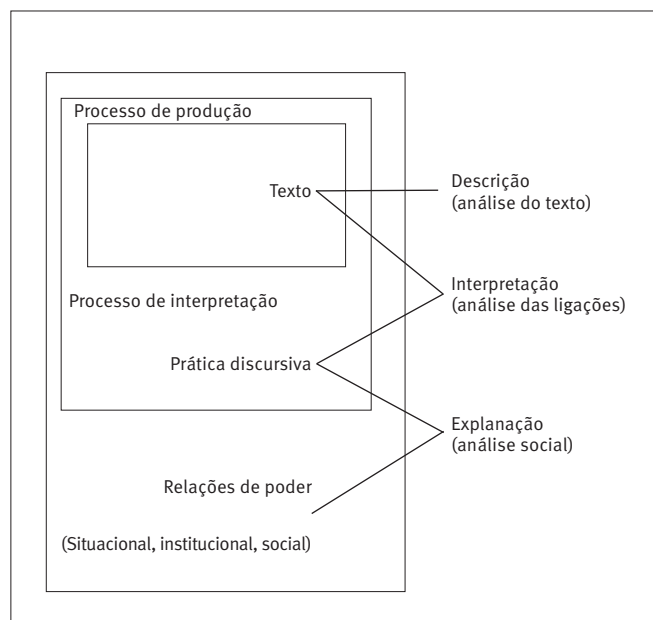 Processo de produção
Texto
Descrição
(análise do texto)
Processo de interpretação
Interpretação
(análise das ligações)
Prática discursiva
Explanação
(análise social)
Relações de poder
(Situacional, institucional, social)